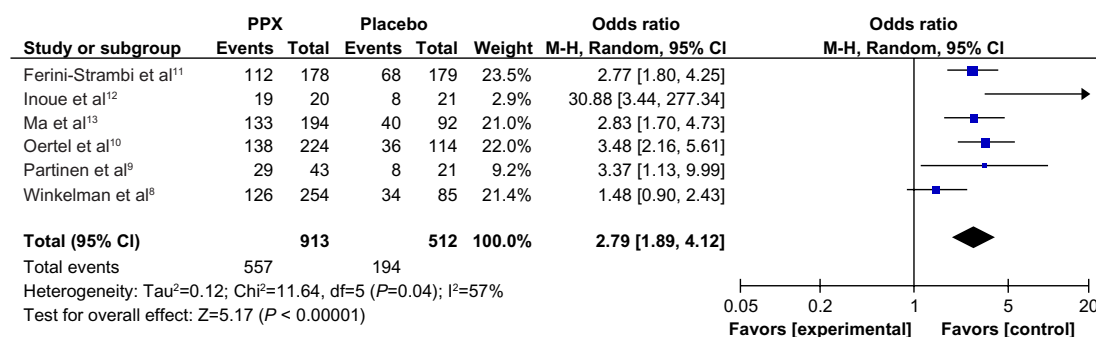 PPX Placebo Odds ratio Odds ratio
Study or subgroup Events Total Events Total Weight M-H, Random, 95% CI M-H, Random, 95% CI
Ferini-Strambi et al¹¹ 112 178 68 179 23.5% 2.77 [1.80, 4.25]
Inoue et al¹² 19 20 8 21 2.9% 30.88 [3.44, 277.34]
Ma et al¹³ 133 194 40 92 21.0% 2.83 [1.70, 4.73]
Oertel et al¹⁰ 138 224 36 114 22.0% 3.48 [2.16, 5.61]
Partinen et al⁹ 29 43 8 21 9.2% 3.37 [1.13, 9.99]
Winkelman et al⁸ 126 254 34 85 21.4% 1.48 [0.90, 2.43]
Total (95% CI) 913 512 100.0% 2.79 [1.89, 4.12]
Total events 557 194
Heterogeneity: Tau²=0.12; Chi²=11.64, df=5 (P=0.04); I²=57%
Test for overall effect: Z=5.17 (P < 0.00001)
0.05 0.2 1 5 20
Favors [experimental] Favors [control]